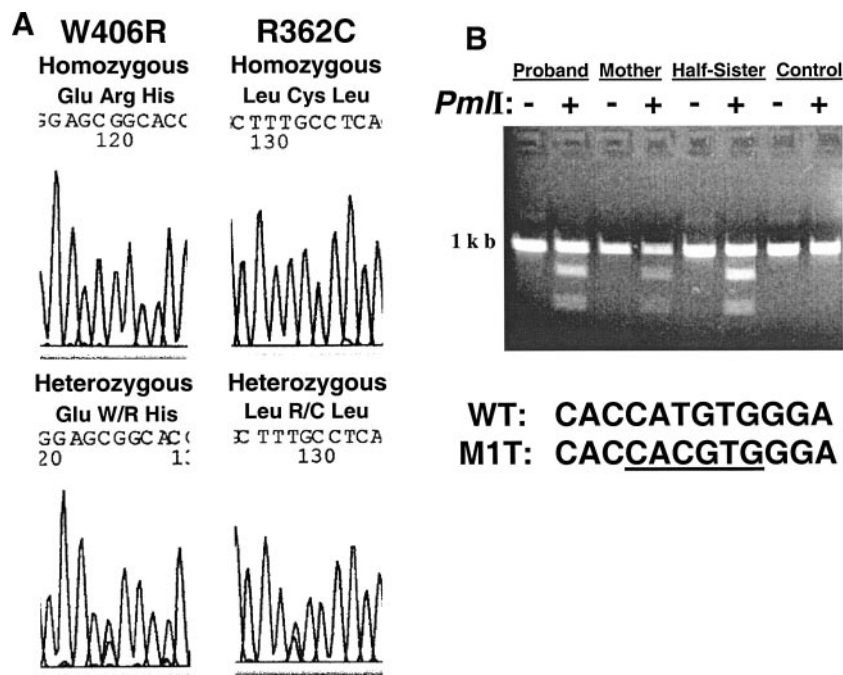 A
W406R
Homozygous
Glu Arg His
GGAGCGGCACC
120
R362C
Homozygous
Leu Cys Leu
CTTTGCCTCA
130
Heterozygous
Glu W/R His
GGAGCGGCAC
20
Heterozygous
Leu R/C Leu
CTTTGCCTCA
130
B
Proband Mother Half-Sister Control
PmlI: - + - + - + - +
1 kb
WT: CACCATGTGGGA
M1T: CACCACGTGGGA